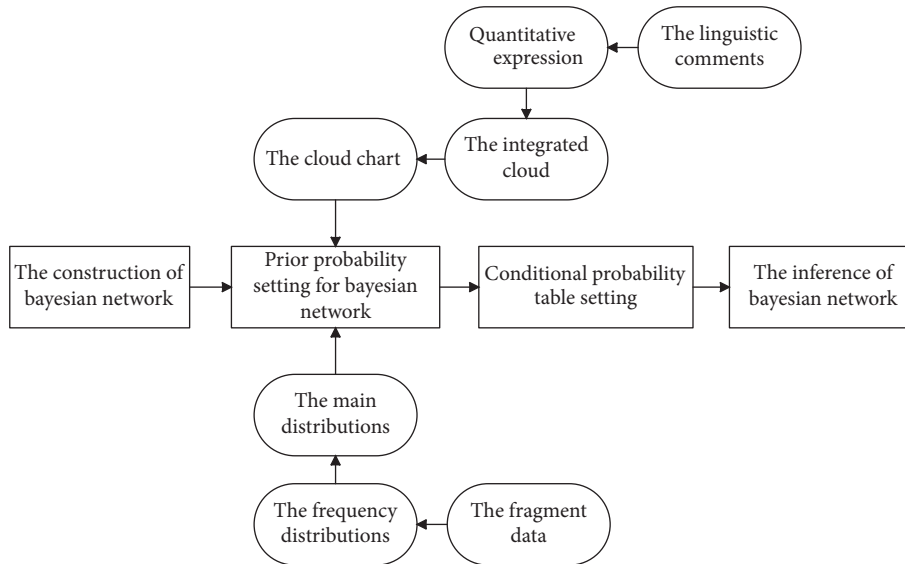 Quantitative
expression
The linguistic
comments
The cloud chart
The integrated
cloud
The construction of
bayesian network
Prior probability
setting for bayesian
network
Conditional probability
table setting
The inference of
bayesian network
The main
distributions
The frequency
distributions
The fragment
data